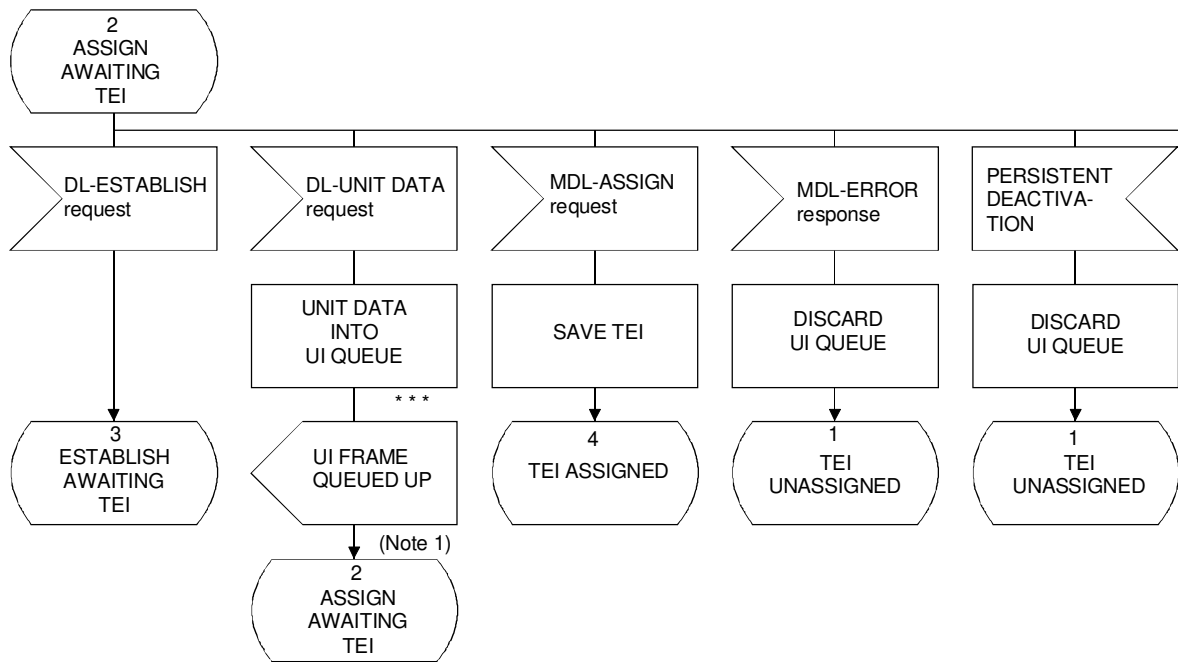 2
ASSIGN
AWAITING
TEI
DL-ESTABLISH
request
DL-UNIT DATA
request
MDL-ASSIGN
request
MDL-ERROR
response
PERSISTENT
DEACTIVA-
TION
UNIT DATA
INTO
UI QUEUE
SAVE TEI
DISCARD
UI QUEUE
DISCARD
UI QUEUE
* * *
3
ESTABLISH
AWAITING
TEI
UI FRAME
QUEUED UP
4
TEI ASSIGNED
1
TEI
UNASSIGNED
1
TEI
UNASSIGNED
(Note 1)
2
ASSIGN
AWAITING
TEI